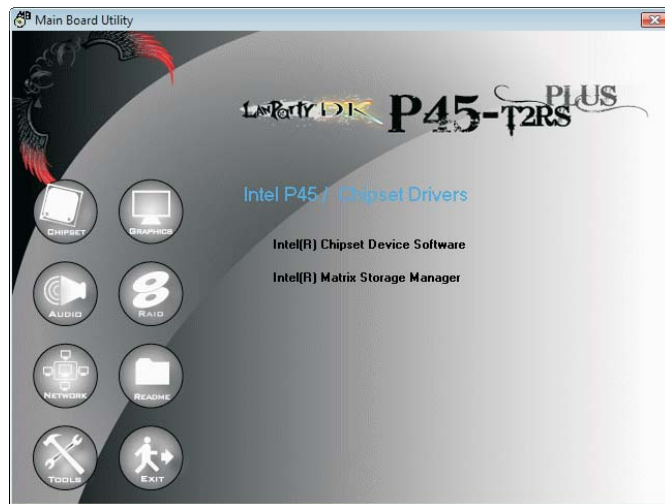 Main Board Utility
LANPARTY DK P45-T2RS PLUS
Intel P45 / Chipset Drivers
Intel(R) Chipset Device Software
Intel(R) Matrix Storage Manager
CHIPSET GRAPHICS
AUDIO RAID
NETWORK README
TOOLS EXIT